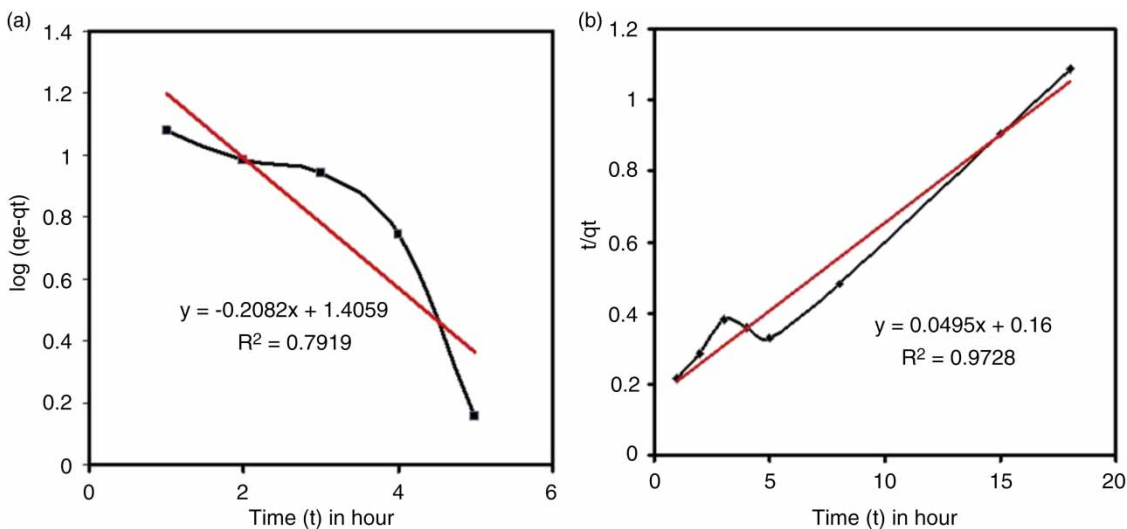 (a)
1.4
1.2
1
0.8
0.6
0.4
0.2
0
log (qe-qt)
y = -0.2082x + 1.4059
R² = 0.7919
0 2 4 6
Time (t) in hour
(b)
1.2
1
0.8
0.6
0.4
0.2
0
t/qt
y = 0.0495x + 0.16
R² = 0.9728
0 5 10 15 20
Time (t) in hour